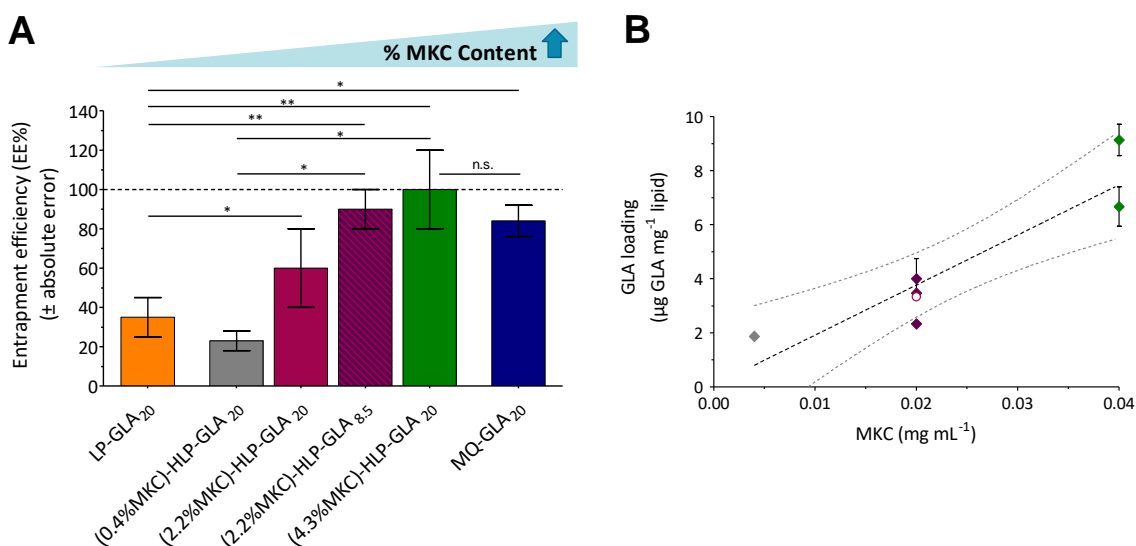 A
% MKC Content
*
**
**
*
n.s.
*
*
Entrapment efficiency (EE%)
(± absolute error)
140
120
100
80
60
40
20
0
LP-GLA20
(0.4%MKC)-HLP-GLA 20
(2.2%MKC)-HLP-GLA 20
(2.2%MKC)-HLP-GLA 8.5
(4.3%MKC)-HLP-GLA 20
MQ-GLA20
B
GLA loading
(µg GLA mg⁻¹ lipid)
10
8
6
4
2
0
0.00
0.01
0.02
0.03
0.04
MKC (mg mL⁻¹)